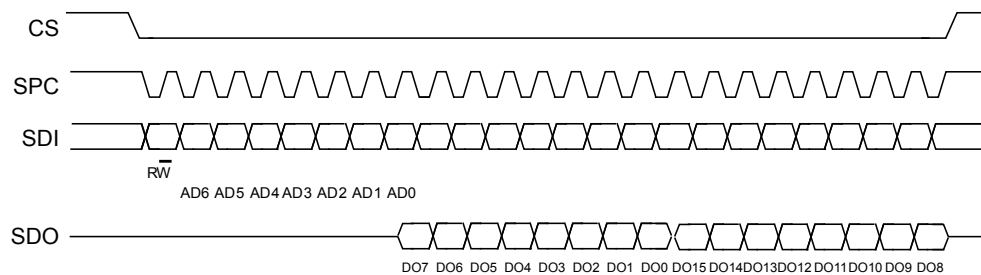 CS
SPC
SDI
RW
AD6 AD5 AD4 AD3 AD2 AD1 AD0
SDO
DO7 DO6 DO5 DO4 DO3 DO2 DO1 DO0 DO15 DO14 DO13 DO12 DO11 DO10 DO9 DO8